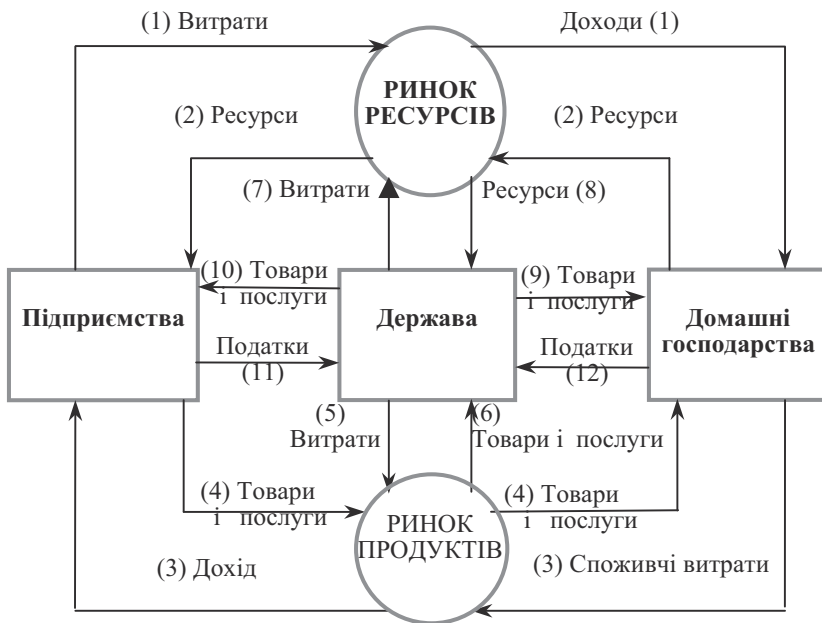 (1) Витрати
Доходи (1)
РИНОК
РЕСУРСІВ
(2) Ресурси
(2) Ресурси
(7) Витрати
Ресурси (8)
(10) Товари
і послуги
(9) Товари
і послуги
Підприємства
Держава
Домашні
господарства
Податки
(11)
Податки
(12)
(5)
Витрати
(6)
Товари і послуги
(4) Товари
і послуги
(4) Товари
і послуги
РИНОК
ПРОДУКТІВ
(3) Дохід
(3) Споживчі витрати